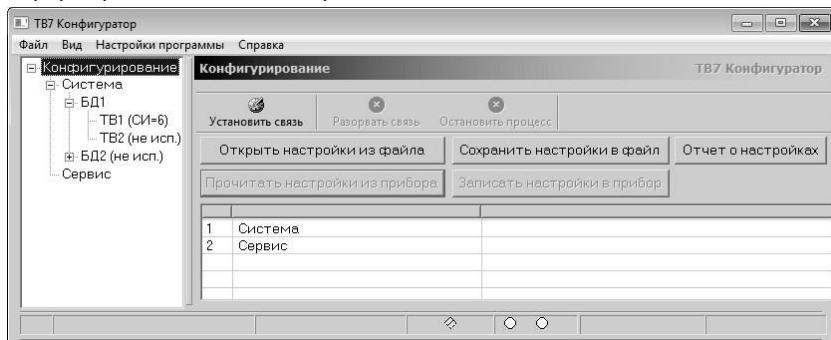 ТВ7 Конфигуратор
Файл Вид Настройки программы Справка
Конфигурирование
Система
БД1
ТВ1 (СИ=6)
ТВ2 (не исп.)
БД2 (не исп.)
Сервис
Конфигурирование ТВ7 Конфигуратор
Установить связь Разорвать связь Остановить процесс
Открыть настройки из файла Сохранить настройки в файл Отчет о настройках
Прочитать настройки из прибора Записать настройки в прибор
1 Система
2 Сервис